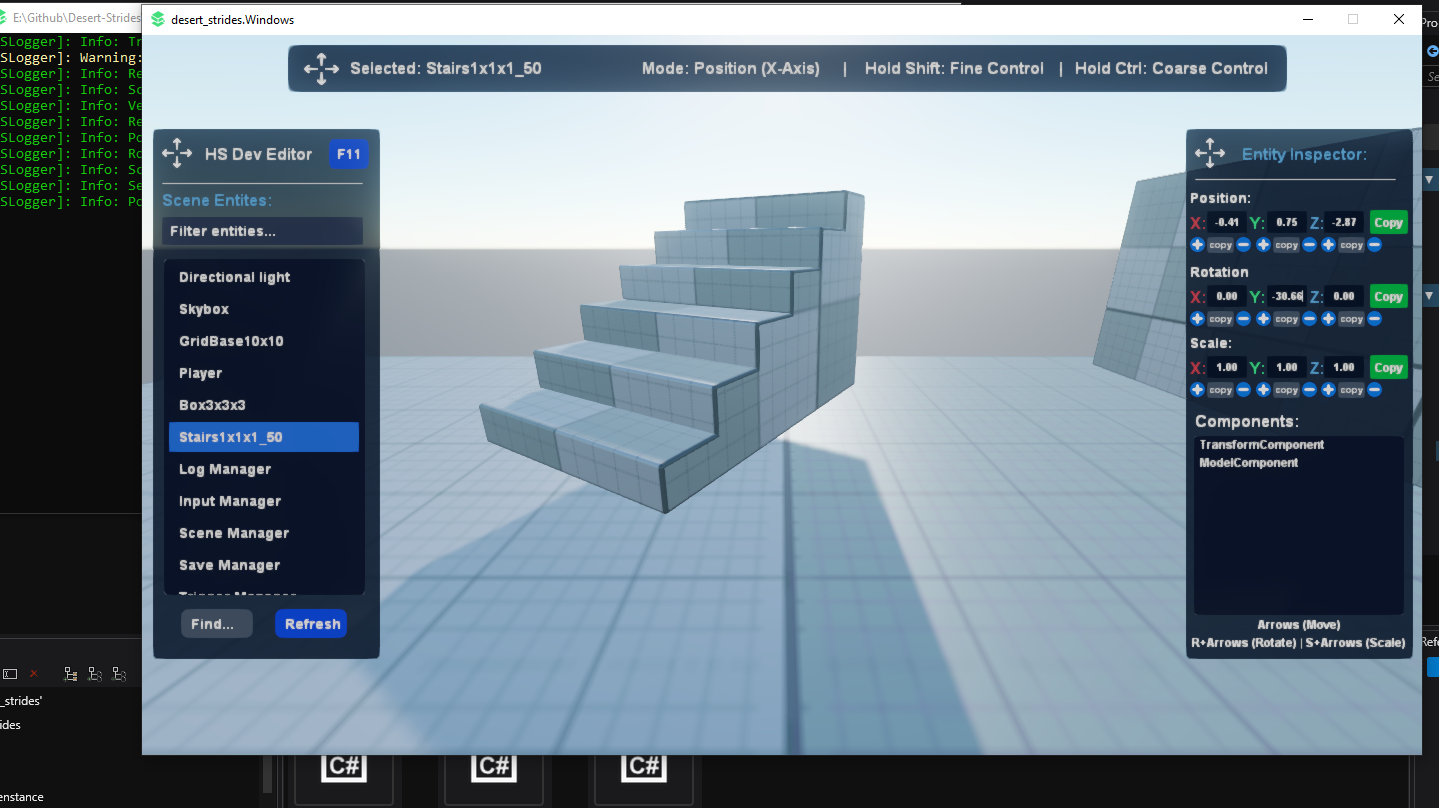 E:\Github\Desert-Strides
desert_strides.Windows
SLogger]: Info: Tr
SLogger]: Warning:
SLogger]: Info: Re
SLogger]: Info: Sc
SLogger]: Info: Ve
SLogger]: Info: Re
SLogger]: Info: Po
SLogger]: Info: Ro
SLogger]: Info: Sc
SLogger]: Info: Se
SLogger]: Info: Po
Selected: Stairs1x1x1_50
Mode: Position (X-Axis) | Hold Shift: Fine Control | Hold Ctrl: Coarse Control
HS Dev Editor F11
Scene Entites:
Filter entities...
Directional light
Skybox
GridBase10x10
Player
Box3x3x3
Stairs1x1x1_50
Log Manager
Input Manager
Scene Manager
Save Manager
Trigger Manager
Find... Refresh
Entity Inspector:
Position:
X: -0.41 Y: 0.75 Z: -2.87 Copy
+ copy − + copy − + copy −
Rotation
X: 0.00 Y: -30.66 Z: 0.00 Copy
+ copy − + copy − + copy −
Scale:
X: 1.00 Y: 1.00 Z: 1.00 Copy
+ copy − + copy − + copy −
Components:
TransformComponent
ModelComponent
Arrows (Move)
R+Arrows (Rotate) | S+Arrows (Scale)
Pro
Se
Refe
_strides'
ides
enstance
C# C# C#